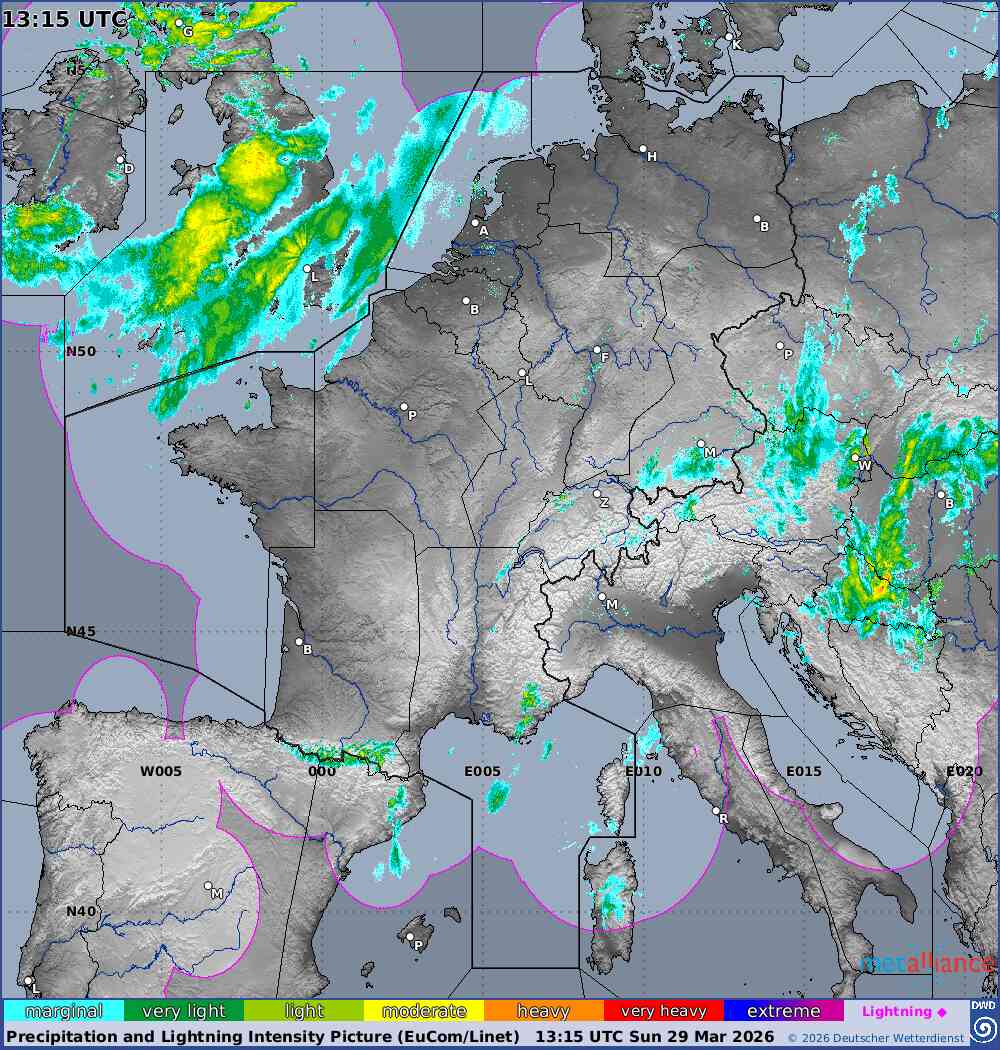 13:15 UTC
G
K
N5
D
H
A
B
L
B
N50
P
F
L
P
M
W
Z
B
M
N45
B
W005
000
E005
E010
E015
E020
R
M
N40
P
L
metalliance
marginal
very light
light
moderate
heavy
very heavy
extreme
Lightning ◆
DWD
Precipitation and Lightning Intensity Picture (EuCom/Linet) 13:15 UTC Sun 29 Mar 2026 © 2026 Deutscher Wetterdienst